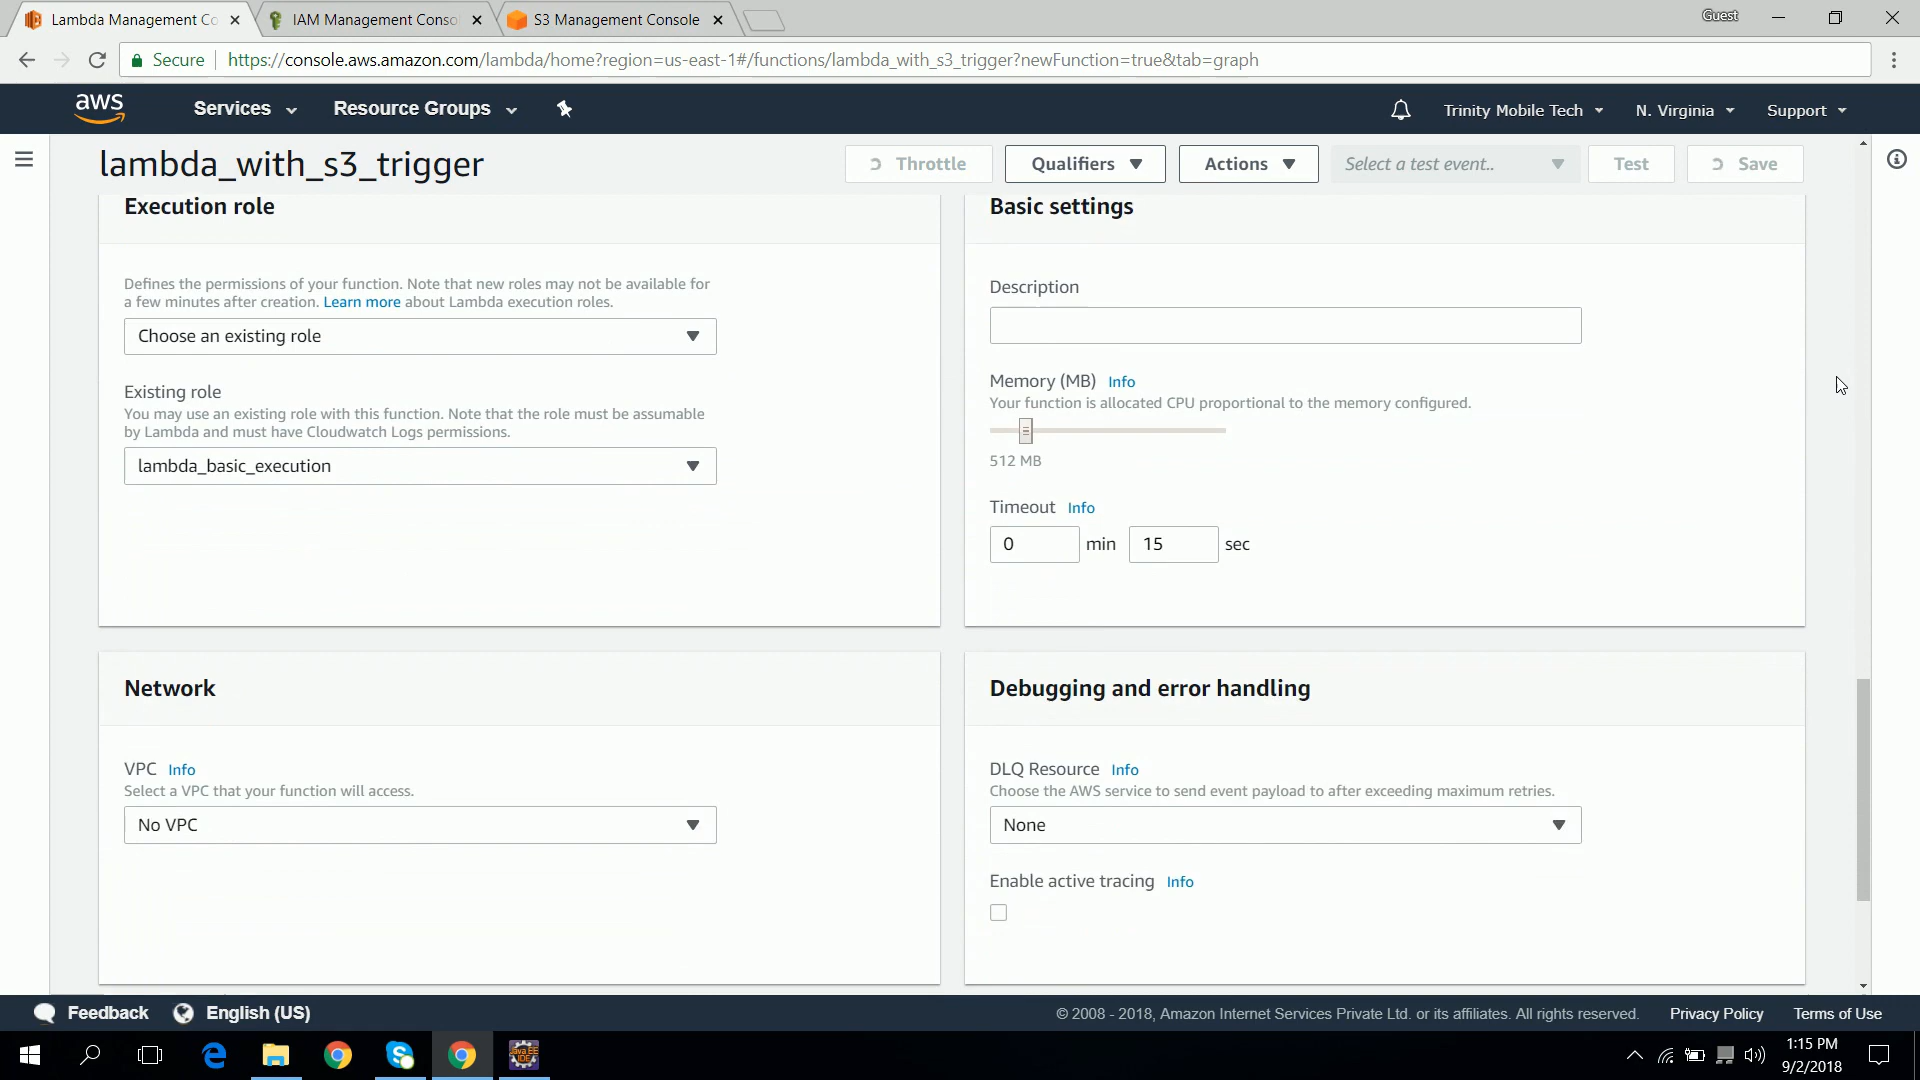 Lambda Management Co
IAM Management Conso
S3 Management Console
Guest
Secure
https://console.aws.amazon.com/lambda/home?region=us-east-1#/functions/lambda_with_s3_trigger?newFunction=true&tab=graph
aws
Services
Resource Groups
Trinity Mobile Tech
N. Virginia
Support
lambda_with_s3_trigger
Throttle
Qualifiers
Actions
Select a test event..
Test
Save
Execution role
Defines the permissions of your function. Note that new roles may not be available for
a few minutes after creation. Learn more about Lambda execution roles.
Choose an existing role
Existing role
You may use an existing role with this function. Note that the role must be assumable
by Lambda and must have Cloudwatch Logs permissions.
lambda_basic_execution
Basic settings
Description
Memory (MB) Info
Your function is allocated CPU proportional to the memory configured.
512 MB
Timeout Info
0 min 15 sec
Network
VPC Info
Select a VPC that your function will access.
No VPC
Debugging and error handling
DLQ Resource Info
Choose the AWS service to send event payload to after exceeding maximum retries.
None
Enable active tracing Info
Feedback
English (US)
© 2008 - 2018, Amazon Internet Services Private Ltd. or its affiliates. All rights reserved.
Privacy Policy
Terms of Use
Java EE
IDE
1:15 PM
9/2/2018